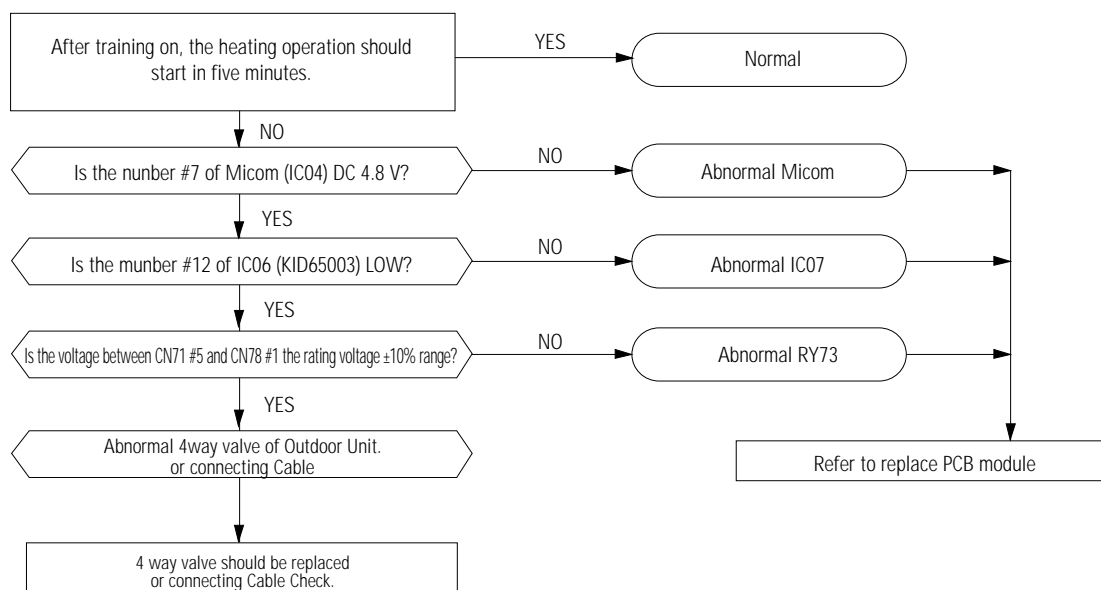 After training on, the heating operation should
start in five minutes.
YES
Normal
NO
Is the nunber #7 of Micom (IC04) DC 4.8 V?
NO
Abnormal Micom
YES
Is the munber #12 of IC06 (KID65003) LOW?
NO
Abnormal IC07
YES
Is the voltage between CN71 #5 and CN78 #1 the rating voltage ±10% range?
NO
Abnormal RY73
YES
Abnormal 4way valve of Outdoor Unit.
or connecting Cable
Refer to replace PCB module
4 way valve should be replaced
or connecting Cable Check.